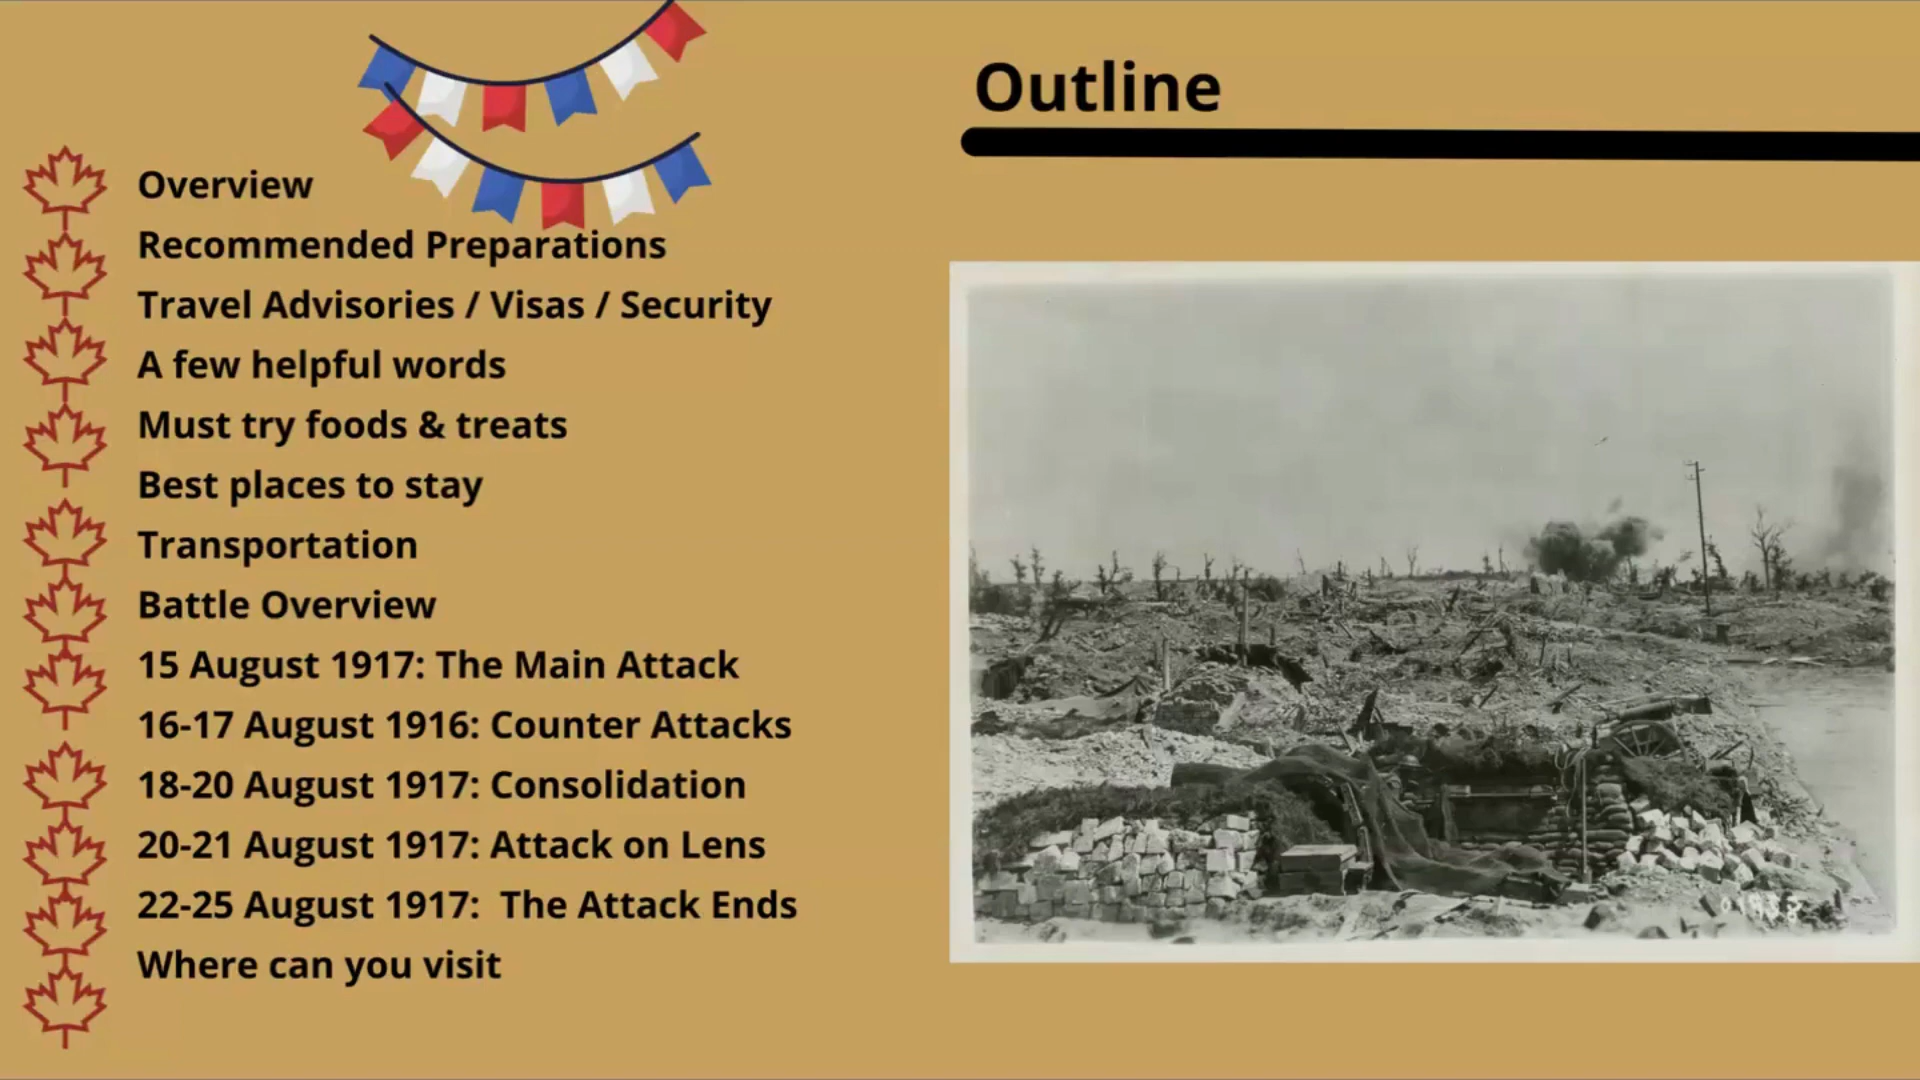 Outline
Overview
Recommended Preparations
Travel Advisories / Visas / Security
A few helpful words
Must try foods & treats
Best places to stay
Transportation
Battle Overview
15 August 1917: The Main Attack
16-17 August 1916: Counter Attacks
18-20 August 1917: Consolidation
20-21 August 1917: Attack on Lens
22-25 August 1917:  The Attack Ends
Where can you visit